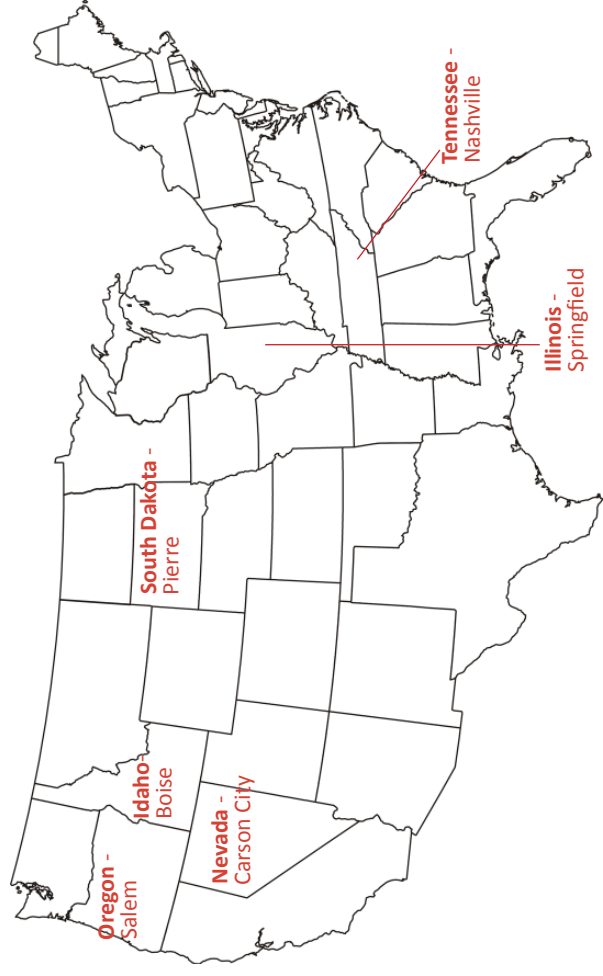 Oregon -
Salem
Idaho-
Boise
Nevada -
Carson City
South Dakota -
Pierre
Illinois -
Springfield
Tennessee -
Nashville